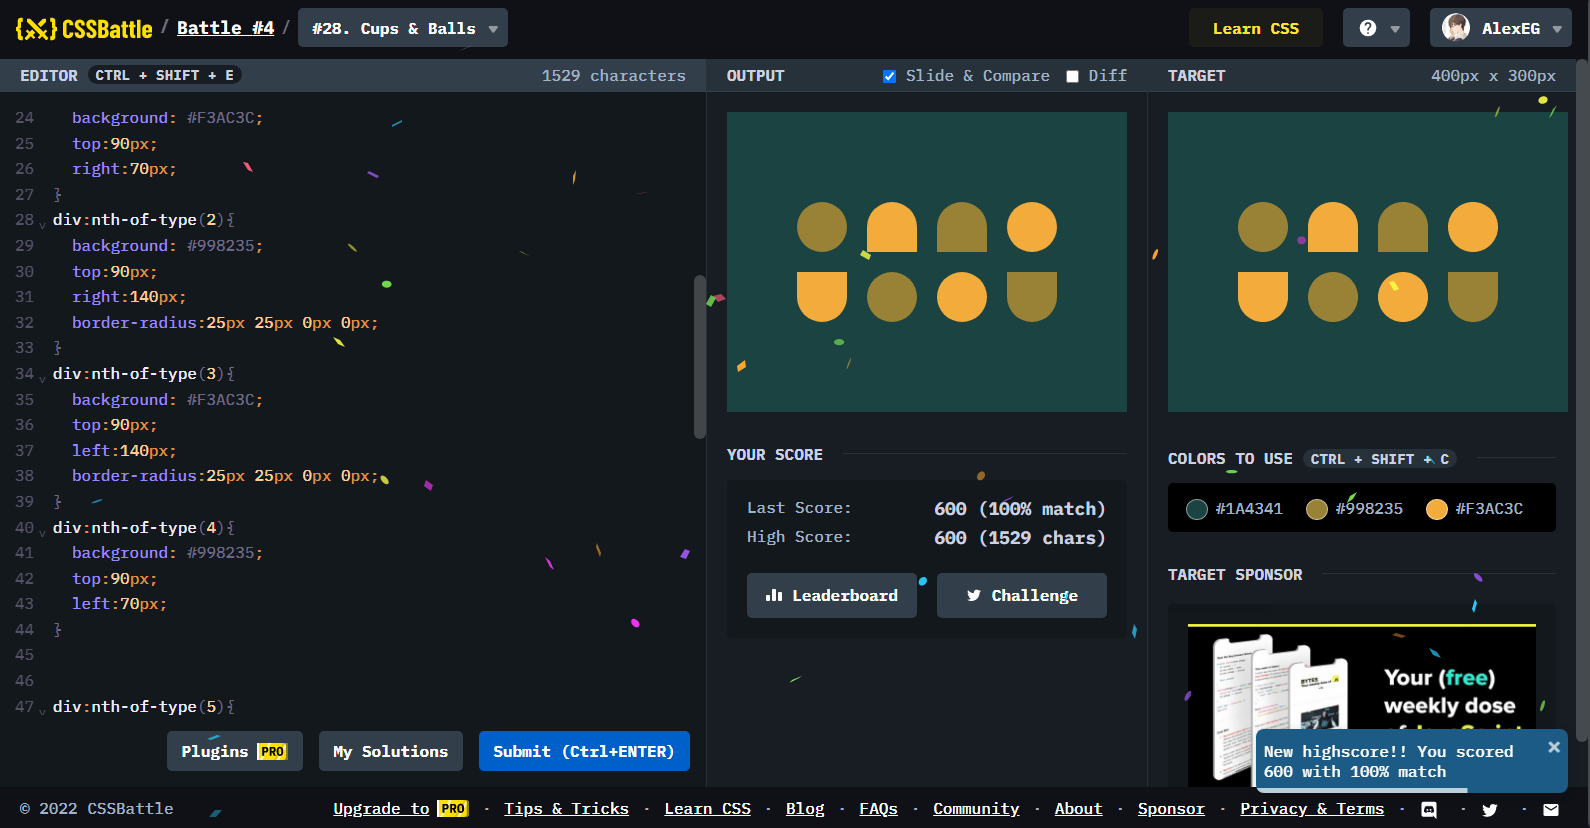 CSSBattle / Battle #4 / #28. Cups & Balls
Learn CSS
AlexEG
EDITOR CTRL + SHIFT + E 1529 characters
24 background: #F3AC3C;
25 top:90px;
26 right:70px;
27 }
28 div:nth-of-type(2){
29 background: #998235;
30 top:90px;
31 right:140px;
32 border-radius:25px 25px 0px 0px;
33 }
34 div:nth-of-type(3){
35 background: #F3AC3C;
36 top:90px;
37 left:140px;
38 border-radius:25px 25px 0px 0px;
39 }
40 div:nth-of-type(4){
41 background: #998235;
42 top:90px;
43 left:70px;
44 }
45
46
47 div:nth-of-type(5){
Plugins PRO
My Solutions
Submit (Ctrl+ENTER)
OUTPUT Slide & Compare Diff
YOUR SCORE
Last Score: 600 (100% match)
High Score: 600 (1529 chars)
Leaderboard
Challenge
TARGET 400px x 300px
COLORS TO USE CTRL + SHIFT + C
#1A4341 #998235 #F3AC3C
TARGET SPONSOR
BYTES
Your (free)
weekly dose
New highscore!! You scored
600 with 100% match
© 2022 CSSBattle
Upgrade to PRO · Tips & Tricks · Learn CSS · Blog · FAQs · Community · About · Sponsor · Privacy & Terms · · ·